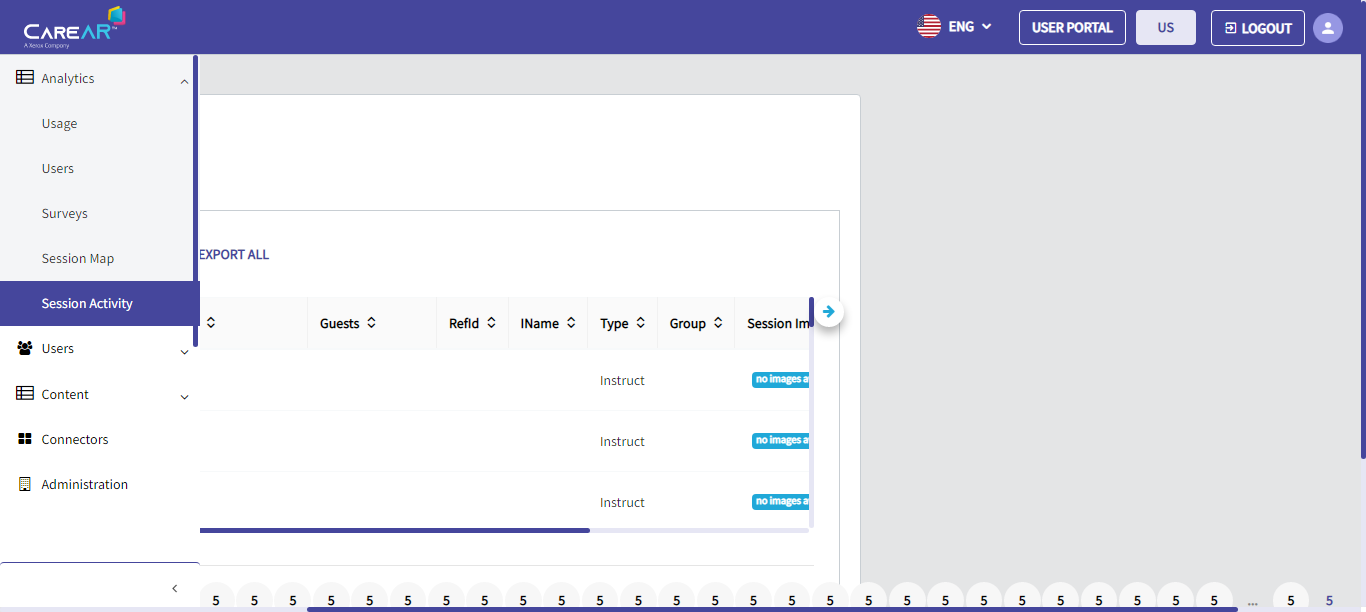 CAREAR™
A Xerox Company
ENG
USER PORTAL
US
LOGOUT
Analytics
Usage
Users
Surveys
Session Map
Session Activity
Users
Content
Connectors
Administration
EXPORT ALL
Guests RefId IName Type Group Session Im
Instruct no images a
Instruct no images a
Instruct no images a
5 5 5 5 5 5 5 5 5 5 5 5 5 5 5 5 5 5 5 5 5 5 5 5 5 5 5 ... 5 5